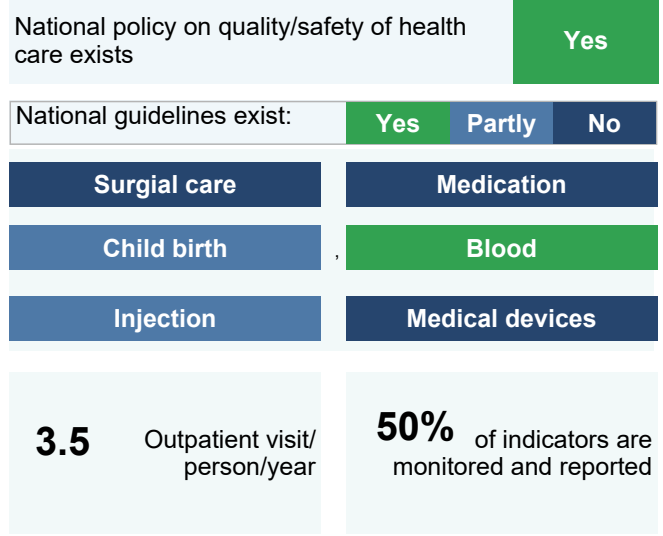 National policy on quality/safety of health
care exists
Yes
National guidelines exist:
Yes
Partly
No
Surgial care
Medication
Child birth
,
Blood
Injection
Medical devices
3.5
Outpatient visit/
person/year
50% of indicators are
monitored and reported